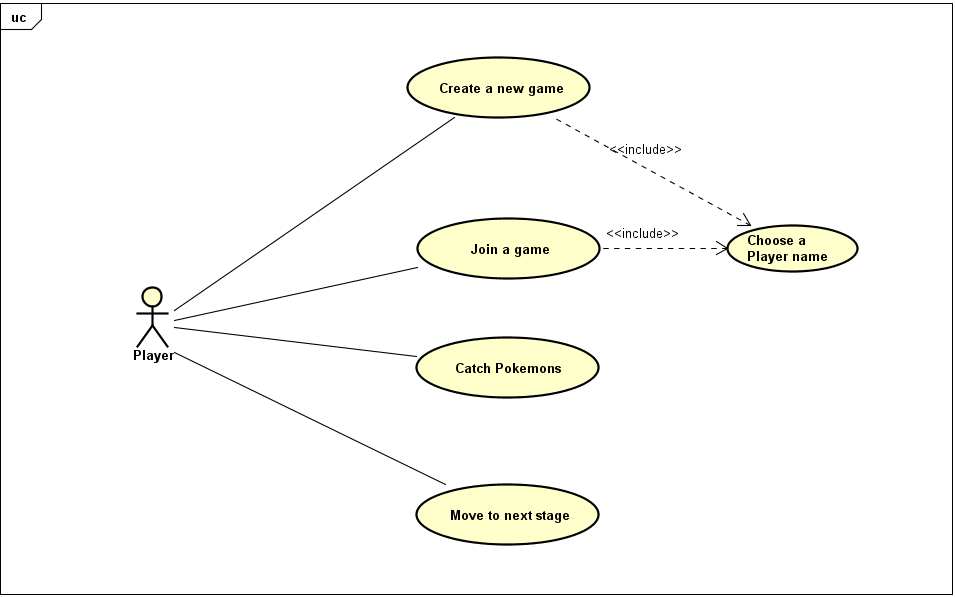 uc
Create a new game
<<include>>
Join a game
<<include>>
Choose a
Player name
Player
Catch Pokemons
Move to next stage